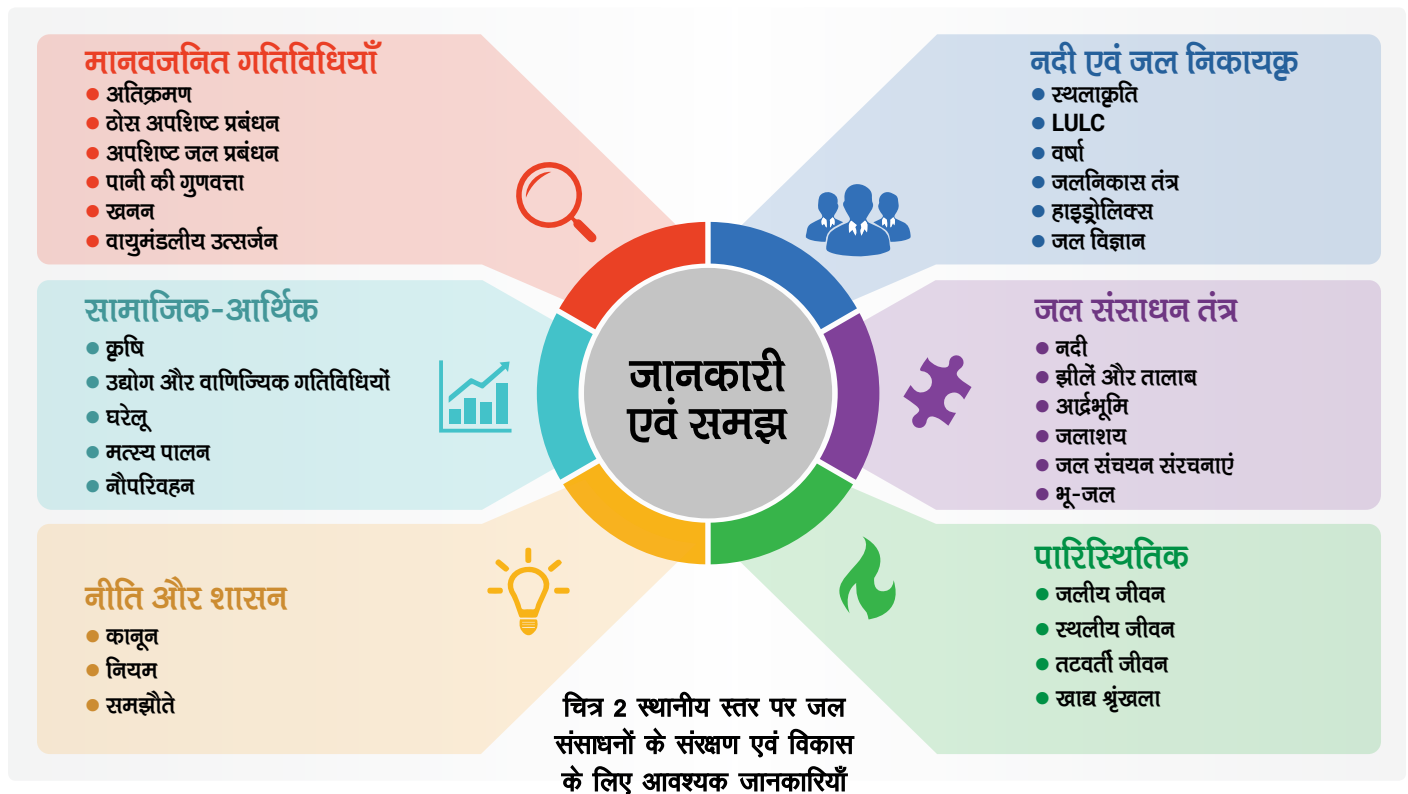 मानवजनित गतिविधियाँ
अतिक्रमण
ठोस अपशिष्ट प्रबंधन
अपशिष्ट जल प्रबंधन
पानी की गुणवत्ता
खनन
वायुमंडलीय उत्सर्जन
सामाजिक-आर्थिक
कृषि
उद्योग और वाणिज्यिक गतिविधियों
घरेलू
मत्स्य पालन
नौपरिवहन
नीति और शासन
कानून
नियम
समझौते
जानकारी
एवं समझ
नदी एवं जल निकायकृ
स्थलाकृति
LULC
वर्षा
जलनिकास तंत्र
हाइड्रोलिक्स
जल विज्ञान
जल संसाधन तंत्र
नदी
झीलें और तालाब
आर्द्रभूमि
जलाशय
जल संचयन संरचनाएं
भू-जल
पारिस्थितिक
जलीय जीवन
स्थलीय जीवन
तटवर्ती जीवन
खाद्य श्रृंखला
चित्र 2 स्थानीय स्तर पर जल
संसाधनों के संरक्षण एवं विकास
के लिए आवश्यक जानकारियाँ